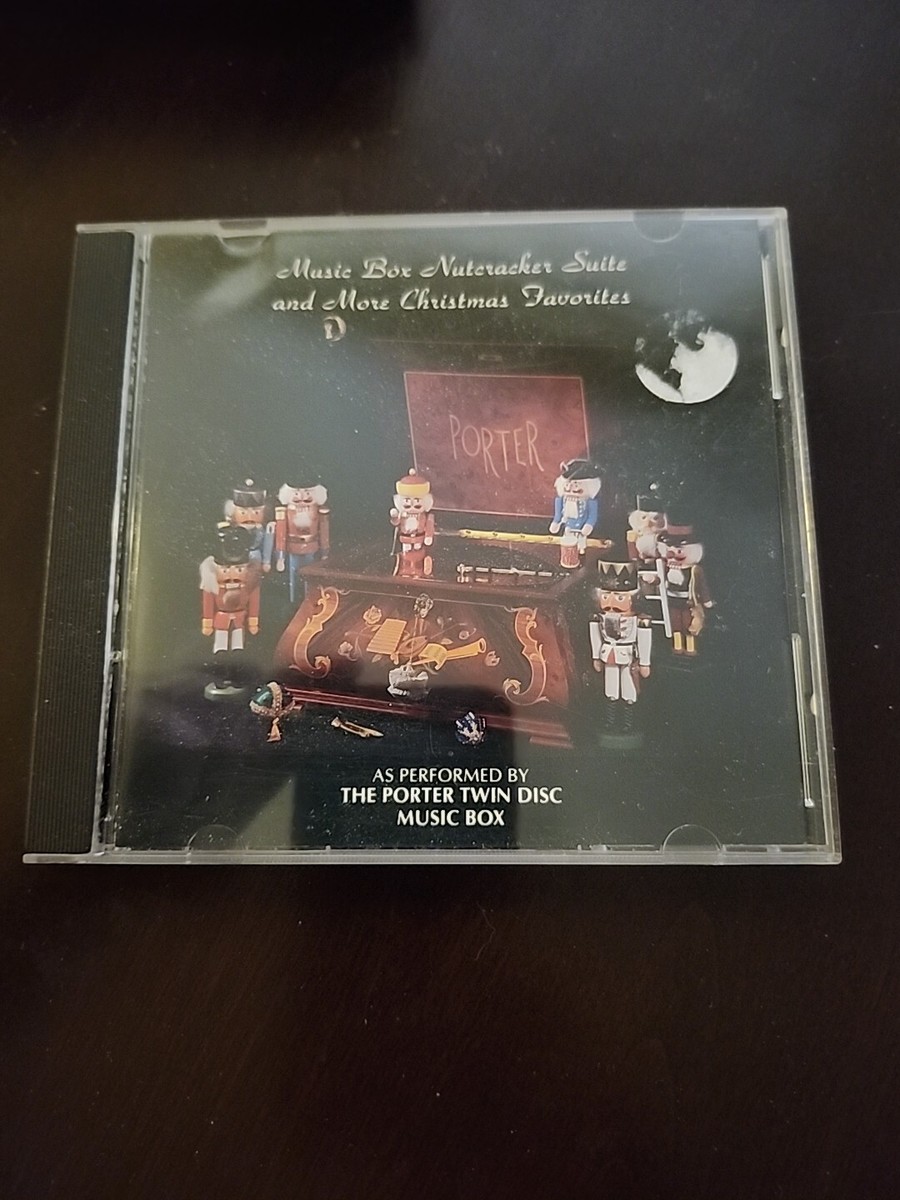 Music Box Nutcracker Suite
and More Christmas Favorites
PORTER
AS PERFORMED BY
THE PORTER TWIN DISC
MUSIC BOX